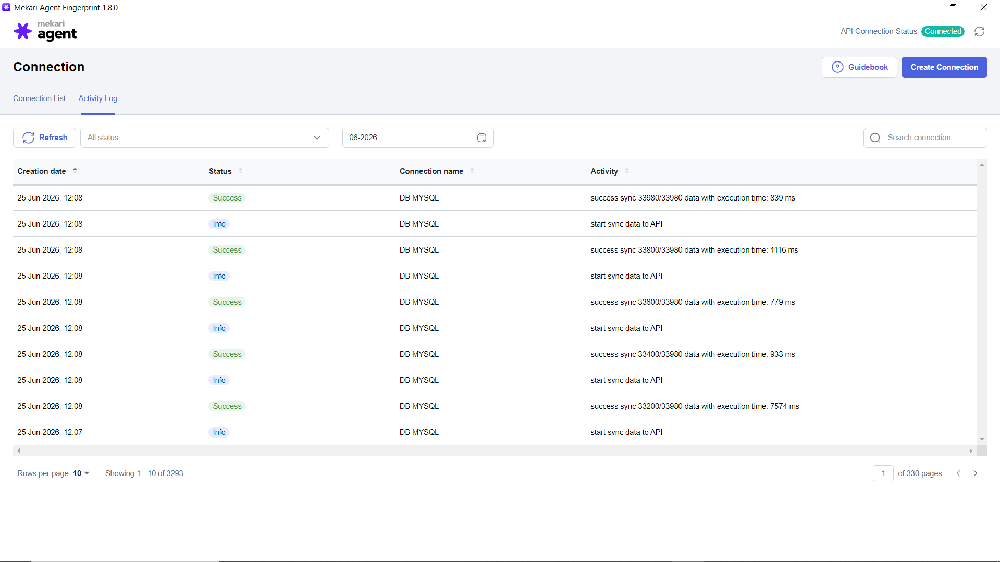 Mekari Agent Fingerprint 1.8.0
mekari
agent
API Connection Status Connected
Connection
Guidebook
Create Connection
Connection List Activity Log
Refresh All status 06-2026 Search connection
Creation date Status Connection name Activity
25 Jun 2026, 12:08 Success DB MYSQL success sync 33980/33980 data with execution time: 839 ms
25 Jun 2026, 12:08 Info DB MYSQL start sync data to API
25 Jun 2026, 12:08 Success DB MYSQL success sync 33800/33980 data with execution time: 1116 ms
25 Jun 2026, 12:08 Info DB MYSQL start sync data to API
25 Jun 2026, 12:08 Success DB MYSQL success sync 33600/33980 data with execution time: 779 ms
25 Jun 2026, 12:08 Info DB MYSQL start sync data to API
25 Jun 2026, 12:08 Success DB MYSQL success sync 33400/33980 data with execution time: 933 ms
25 Jun 2026, 12:08 Info DB MYSQL start sync data to API
25 Jun 2026, 12:08 Success DB MYSQL success sync 33200/33980 data with execution time: 7574 ms
25 Jun 2026, 12:07 Info DB MYSQL start sync data to API
Rows per page 10 Showing 1 - 10 of 3293 1 of 330 pages